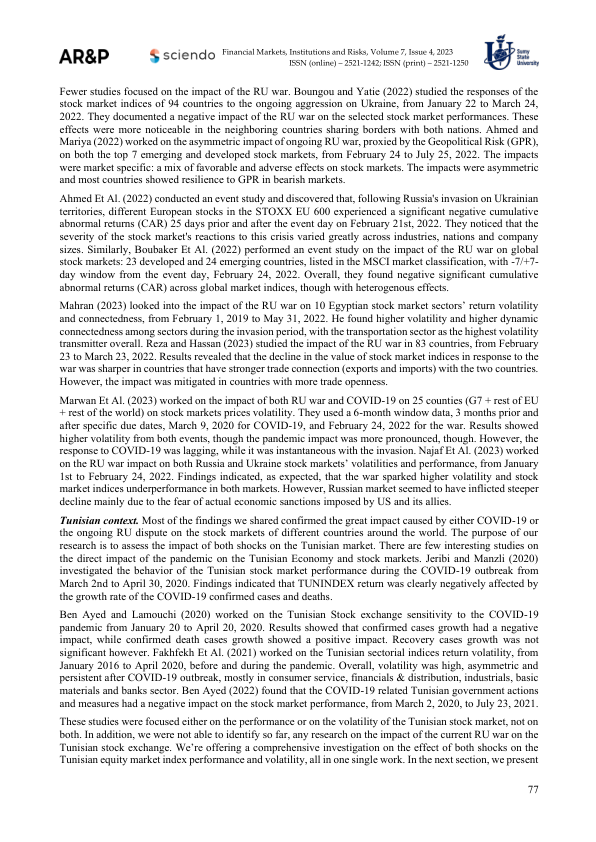 AR&P
sciendo
Financial Markets, Institutions and Risks, Volume 7, Issue 4, 2023
ISSN (online) – 2521-1242; ISSN (print) – 2521-1250
Sumy
State
University
Fewer studies focused on the impact of the RU war. Boungou and Yatie (2022) studied the responses of the
stock market indices of 94 countries to the ongoing aggression on Ukraine, from January 22 to March 24,
2022. They documented a negative impact of the RU war on the selected stock market performances. These
effects were more noticeable in the neighboring countries sharing borders with both nations. Ahmed and
Mariya (2022) worked on the asymmetric impact of ongoing RU war, proxied by the Geopolitical Risk (GPR),
on both the top 7 emerging and developed stock markets, from February 24 to July 25, 2022. The impacts
were market specific: a mix of favorable and adverse effects on stock markets. The impacts were asymmetric
and most countries showed resilience to GPR in bearish markets.
Ahmed Et Al. (2022) conducted an event study and discovered that, following Russia's invasion on Ukrainian
territories, different European stocks in the STOXX EU 600 experienced a significant negative cumulative
abnormal returns (CAR) 25 days prior and after the event day on February 21st, 2022. They noticed that the
severity of the stock market's reactions to this crisis varied greatly across industries, nations and company
sizes. Similarly, Boubaker Et Al. (2022) performed an event study on the impact of the RU war on global
stock markets: 23 developed and 24 emerging countries, listed in the MSCI market classification, with -7/+7-
day window from the event day, February 24, 2022. Overall, they found negative significant cumulative
abnormal returns (CAR) across global market indices, though with heterogenous effects.
Mahran (2023) looked into the impact of the RU war on 10 Egyptian stock market sectors' return volatility
and connectedness, from February 1, 2019 to May 31, 2022. He found higher volatility and higher dynamic
connectedness among sectors during the invasion period, with the transportation sector as the highest volatility
transmitter overall. Reza and Hassan (2023) studied the impact of the RU war in 83 countries, from February
23 to March 23, 2022. Results revealed that the decline in the value of stock market indices in response to the
war was sharper in countries that have stronger trade connection (exports and imports) with the two countries.
However, the impact was mitigated in countries with more trade openness.
Marwan Et Al. (2023) worked on the impact of both RU war and COVID-19 on 25 counties (G7 + rest of EU
+ rest of the world) on stock markets prices volatility. They used a 6-month window data, 3 months prior and
after specific due dates, March 9, 2020 for COVID-19, and February 24, 2022 for the war. Results showed
higher volatility from both events, though the pandemic impact was more pronounced, though. However, the
response to COVID-19 was lagging, while it was instantaneous with the invasion. Najaf Et Al. (2023) worked
on the RU war impact on both Russia and Ukraine stock markets' volatilities and performance, from January
1st to February 24, 2022. Findings indicated, as expected, that the war sparked higher volatility and stock
market indices underperformance in both markets. However, Russian market seemed to have inflicted steeper
decline mainly due to the fear of actual economic sanctions imposed by US and its allies.
Tunisian context. Most of the findings we shared confirmed the great impact caused by either COVID-19 or
the ongoing RU dispute on the stock markets of different countries around the world. The purpose of our
research is to assess the impact of both shocks on the Tunisian market. There are few interesting studies on
the direct impact of the pandemic on the Tunisian Economy and stock markets. Jeribi and Manzli (2020)
investigated the behavior of the Tunisian stock market performance during the COVID-19 outbreak from
March 2nd to April 30, 2020. Findings indicated that TUNINDEX return was clearly negatively affected by
the growth rate of the COVID-19 confirmed cases and deaths.
Ben Ayed and Lamouchi (2020) worked on the Tunisian Stock exchange sensitivity to the COVID-19
pandemic from January 20 to April 20, 2020. Results showed that confirmed cases growth had a negative
impact, while confirmed death cases growth showed a positive impact. Recovery cases growth was not
significant however. Fakhfekh Et Al. (2021) worked on the Tunisian sectorial indices return volatility, from
January 2016 to April 2020, before and during the pandemic. Overall, volatility was high, asymmetric and
persistent after COVID-19 outbreak, mostly in consumer service, financials & distribution, industrials, basic
materials and banks sector. Ben Ayed (2022) found that the COVID-19 related Tunisian government actions
and measures had a negative impact on the stock market performance, from March 2, 2020, to July 23, 2021.
These studies were focused either on the performance or on the volatility of the Tunisian stock market, not on
both. In addition, we were not able to identify so far, any research on the impact of the current RU war on the
Tunisian stock exchange. We're offering a comprehensive investigation on the effect of both shocks on the
Tunisian equity market index performance and volatility, all in one single work. In the next section, we present
77